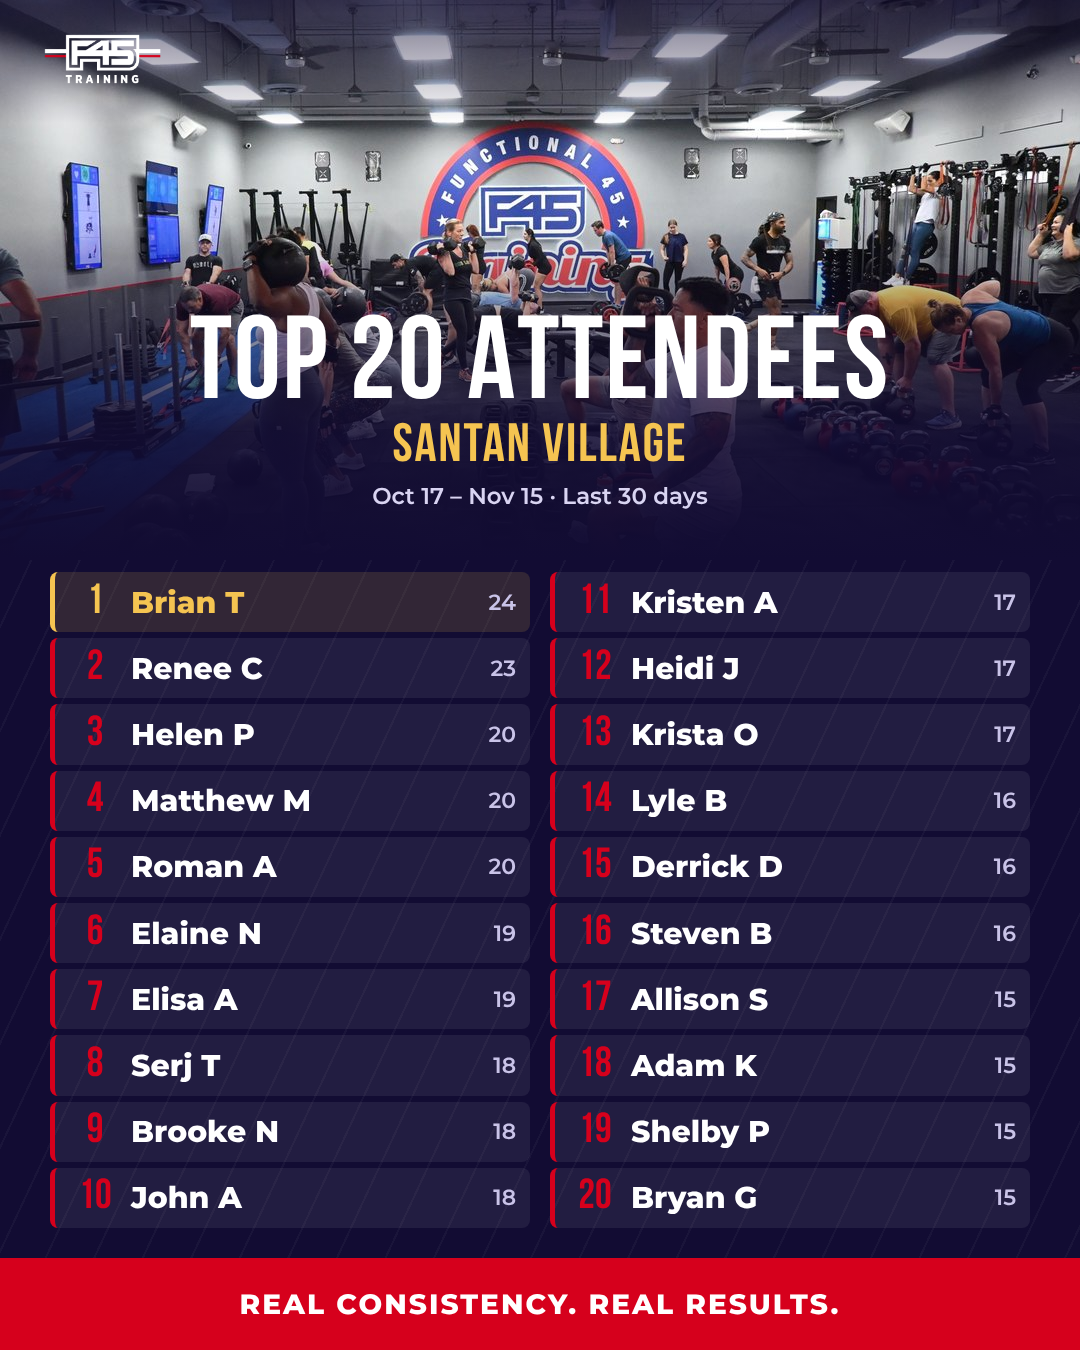 F45
TRAINING
FUNCTIONAL 45
F45
Training
TOP 20 ATTENDEES
SANTAN VILLAGE
Oct 17 – Nov 15 · Last 30 days
1 Brian T 24
2 Renee C 23
3 Helen P 20
4 Matthew M 20
5 Roman A 20
6 Elaine N 19
7 Elisa A 19
8 Serj T 18
9 Brooke N 18
10 John A 18
11 Kristen A 17
12 Heidi J 17
13 Krista O 17
14 Lyle B 16
15 Derrick D 16
16 Steven B 16
17 Allison S 15
18 Adam K 15
19 Shelby P 15
20 Bryan G 15
REAL CONSISTENCY. REAL RESULTS.